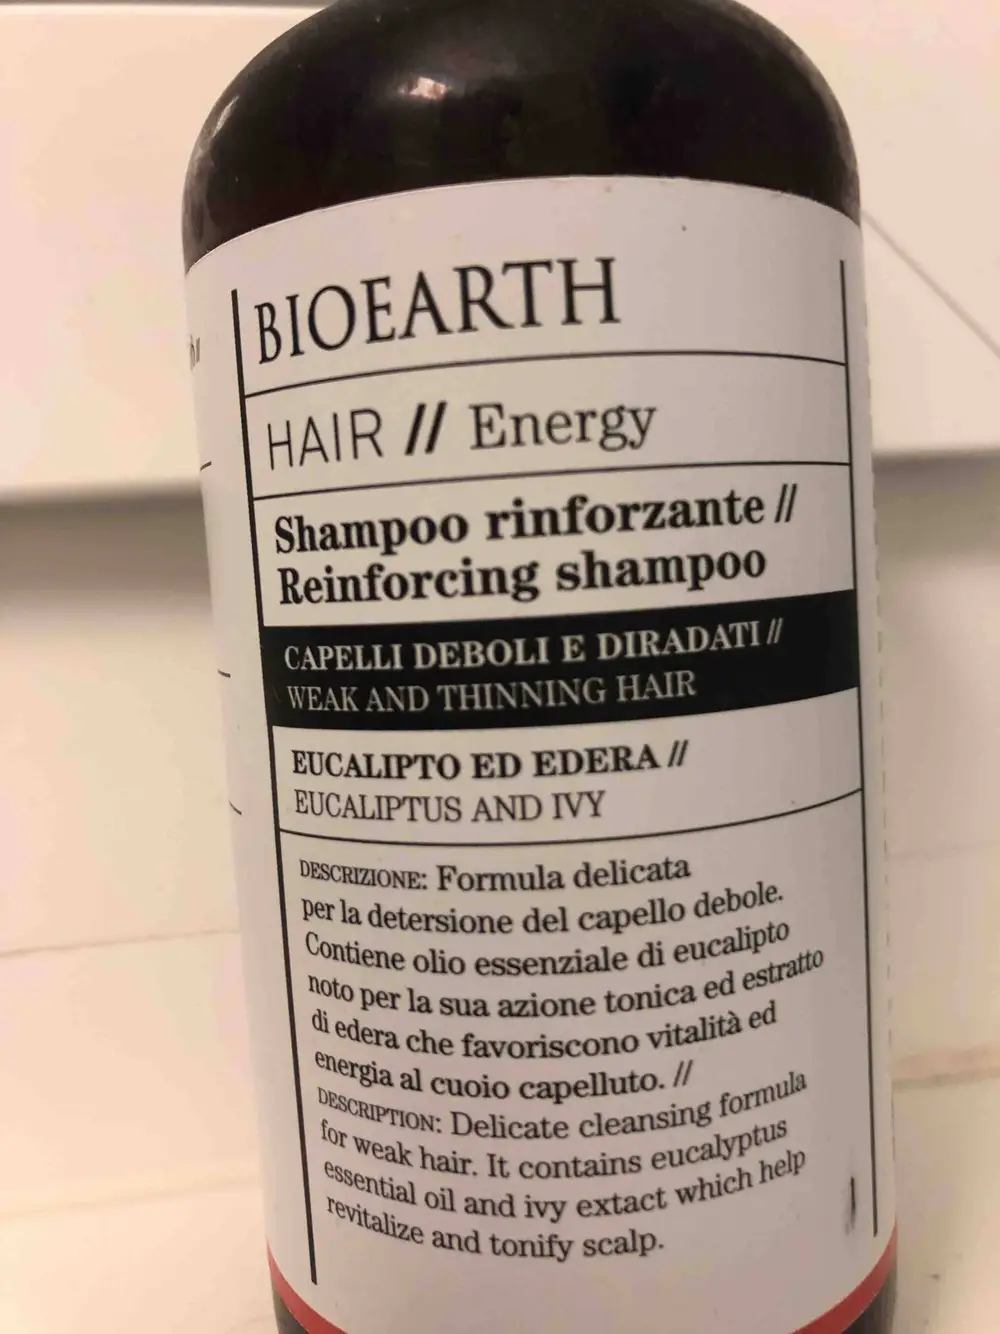 BIOEARTH
HAIR // Energy
Shampoo rinforzante //
Reinforcing shampoo
CAPELLI DEBOLI E DIRADATI //
WEAK AND THINNING HAIR
EUCALIPTO ED EDERA //
EUCALIPTUS AND IVY
DESCRIZIONE: Formula delicata
per la detersione del capello debole.
Contiene olio essenziale di eucalipto
noto per la sua azione tonica ed estratto
di edera che favoriscono vitalità ed
energia al cuoio capelluto. //
DESCRIPTION: Delicate cleansing formula
for weak hair. It contains eucalyptus
essential oil and ivy extact which help
revitalize and tonify scalp.